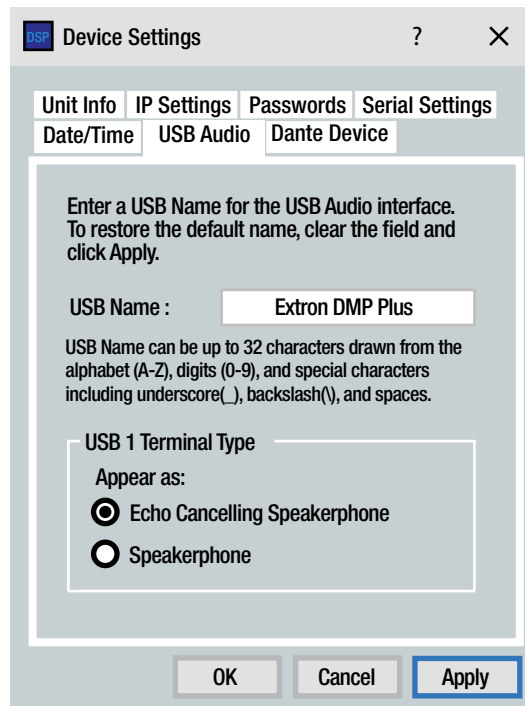 DSP Device Settings ? X
Unit Info IP Settings Passwords Serial Settings
Date/Time USB Audio Dante Device
Enter a USB Name for the USB Audio interface.
To restore the default name, clear the field and
click Apply.
USB Name : Extron DMP Plus
USB Name can be up to 32 characters drawn from the
alphabet (A-Z), digits (0-9), and special characters
including underscore(_), backslash(\), and spaces.
USB 1 Terminal Type
Appear as:
Echo Cancelling Speakerphone
Speakerphone
OK Cancel Apply